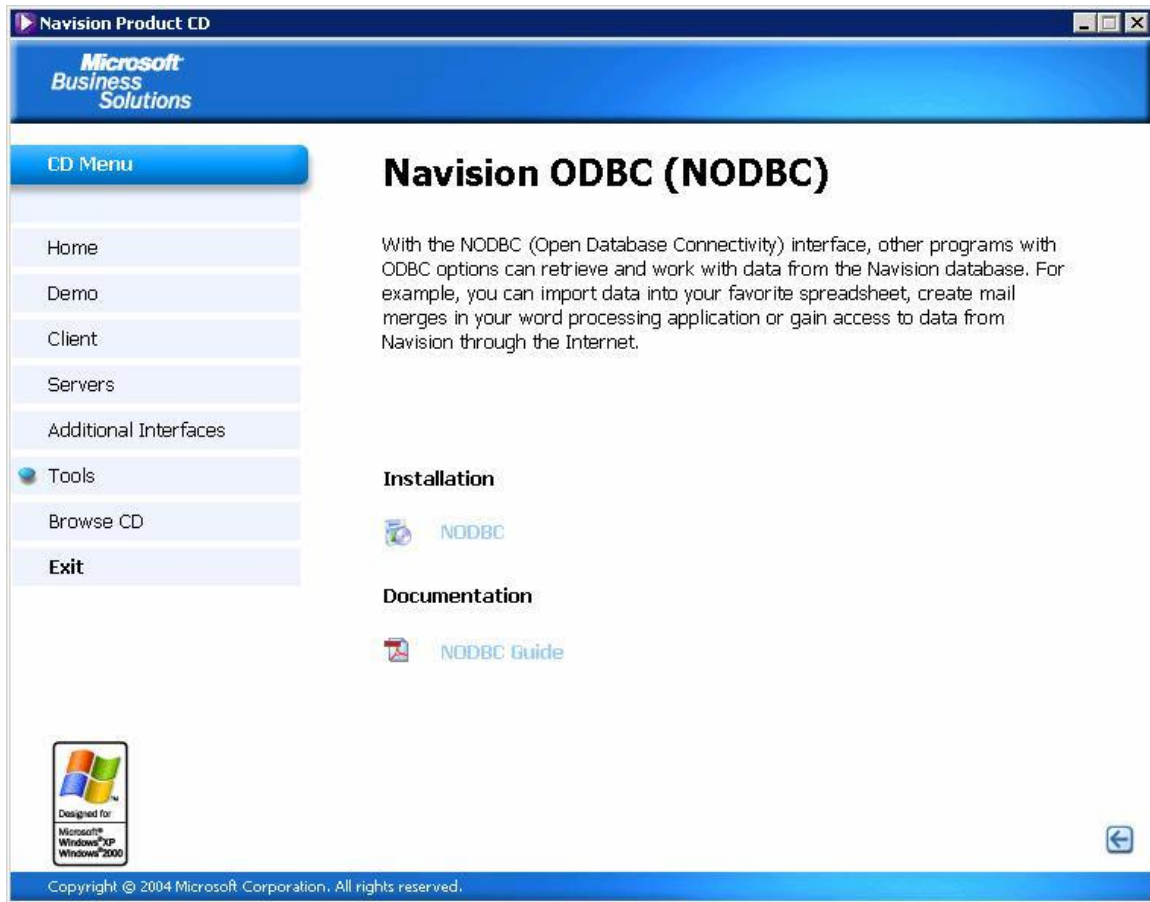 Navision Product CD
Microsoft
Business
Solutions
CD Menu
Home
Demo
Client
Servers
Additional Interfaces
Tools
Browse CD
Exit
Navision ODBC (NODBC)
With the NODBC (Open Database Connectivity) interface, other programs with
ODBC options can retrieve and work with data from the Navision database. For
example, you can import data into your favorite spreadsheet, create mail
merges in your word processing application or gain access to data from
Navision through the Internet.
Installation
NODBC
Documentation
NODBC Guide
Designed for
Microsoft®
Windows®XP
Windows®2000
Copyright © 2004 Microsoft Corporation. All rights reserved.